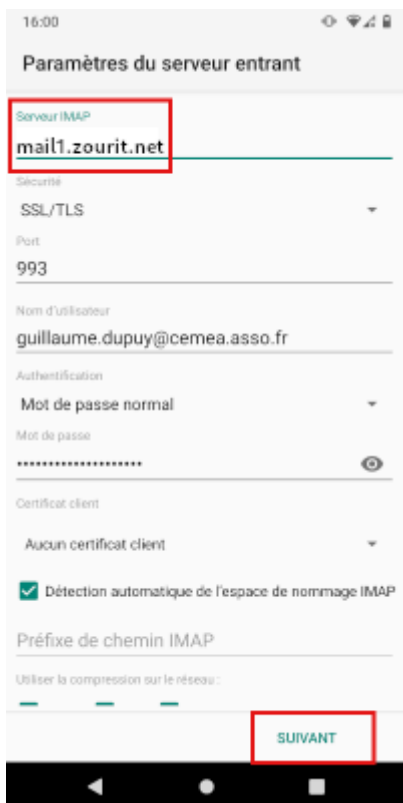 16:00
Paramètres du serveur entrant
Serveur IMAP
mail1.zourit.net
Sécurité
SSL/TLS
Port
993
Nom d'utilisateur
guillaume.dupuy@cemea.asso.fr
Authentification
Mot de passe normal
Mot de passe
••••••••••••••••••••
Certificat client
Aucun certificat client
Détection automatique de l'espace de nommage IMAP
Préfixe de chemin IMAP
Utiliser la compression sur le réseau :
SUIVANT